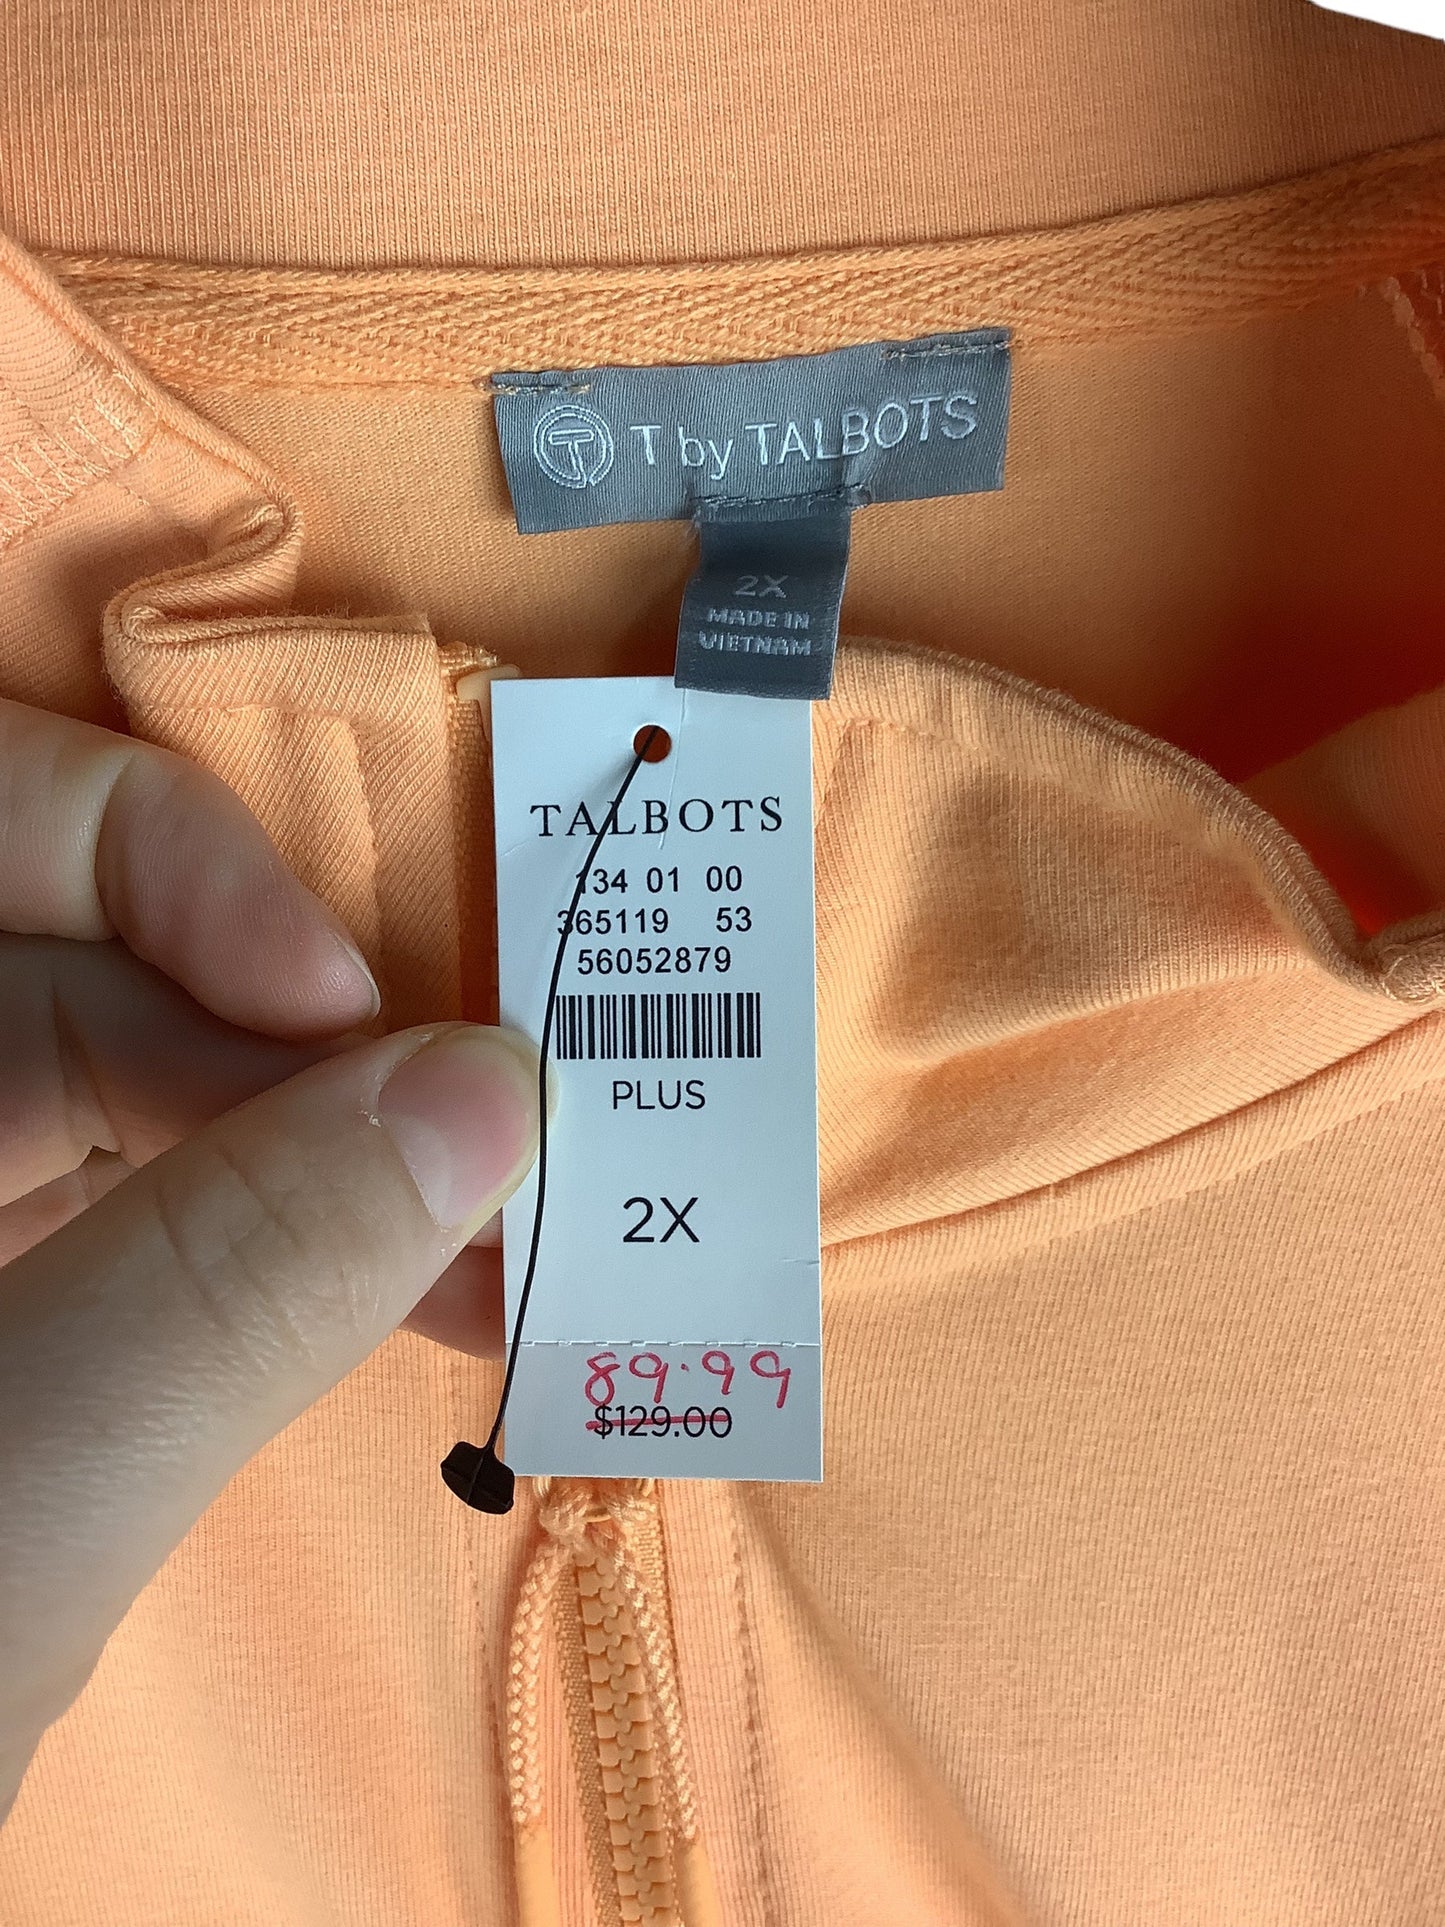 T by TALBOTS
2X
MADE IN
VIETNAM
TALBOTS
134 01 00
365119 53
56052879
PLUS
2X
89.99
$129.00